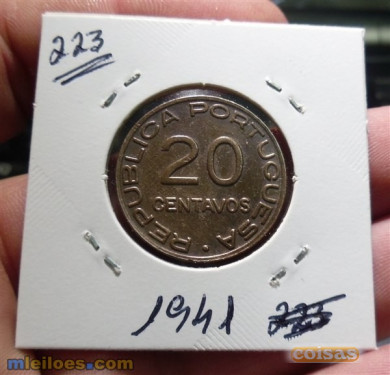 223
REPUBLICA PORTUGUESA
20
CENTAVOS
1941
mleiloes.com
coisas